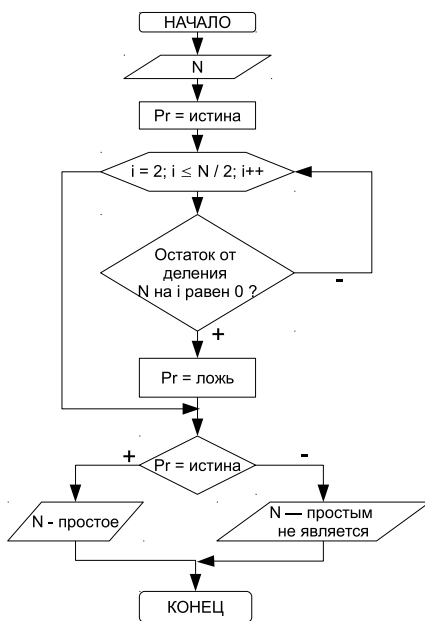 НАЧАЛО
N
Pr = истина
i = 2; i ≤ N / 2; i++
Остаток от
деления
N на i равен 0 ?
-
+
Pr = ложь
+
Pr = истина
-
N - простое
N — простым
не является
КОНЕЦ